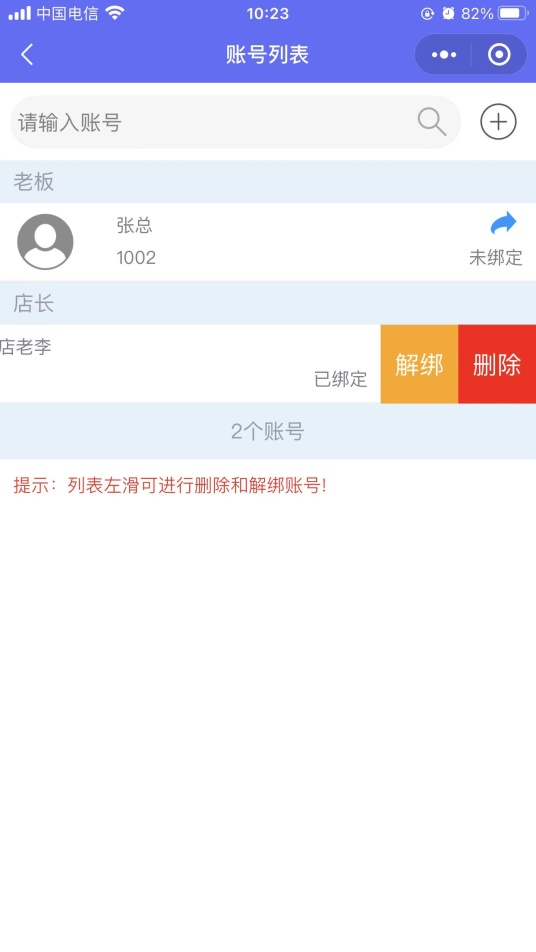 中国电信 10:23 82%
账号列表
请输入账号
老板
张总
1002
未绑定
店长
店老李
已绑定
解绑 删除
2个账号
提示：列表左滑可进行删除和解绑账号!